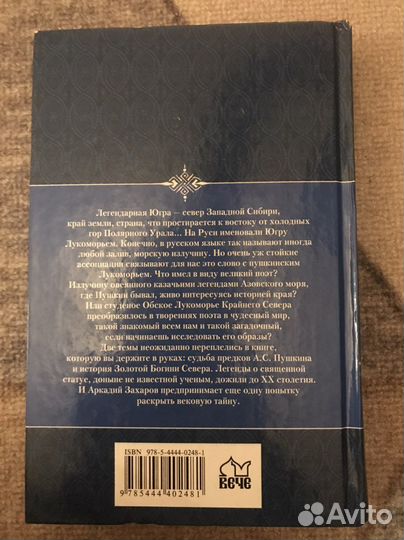 Легендарная Югра — север Западной Сибири,
край земли, страна, что простирается к востоку от холодных
гор Полярного Урала... На Руси именовали Югру
Лукоморьем. Конечно, в русском языке так называют иногда
любой залив, морскую излучину. Но очень уж стойкие
ассоциации связывают для нас это слово с пушкинским
Лукоморьем. Что имел в виду великий поэт?
Излучину овеянного казачьими легендами Азовского моря,
где Пушкин бывал, живо интересуясь историей края?
Или студёное Обское Лукоморье Крайнего Севера
преобразилось в творениях поэта в чудесный мир,
такой знакомый всем нам и такой загадочный,
если начинаешь исследовать его образы?
Две темы неожиданно переплелись в книге,
которую вы держите в руках: судьба предков А.С. Пушкина
и история Золотой Богини Севера. Легенды о священной
статуе, доныне не известной ученым, дожили до XX столетия.
И Аркадий Захаров предпринимает еще одну попытку
раскрыть вековую тайну.
ISBN 978-5-4444-0248-1
9 785444 402481
ВЕЧЕ
Avito